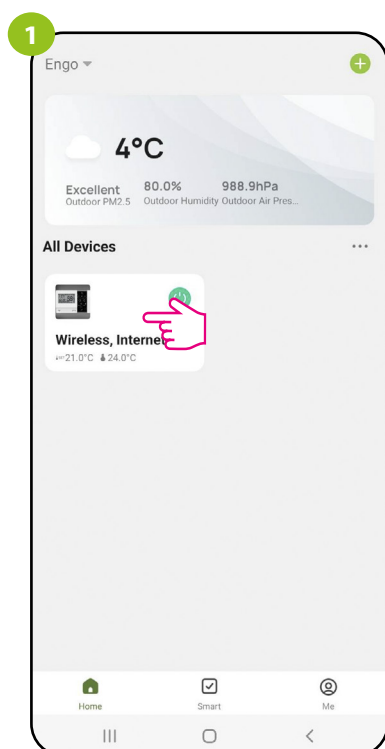 1
Engo
4°C
Excellent 80.0% 988.9hPa
Outdoor PM2.5 Outdoor Humidity Outdoor Air Pres...
All Devices
Wireless, Internet
21.0°C 24.0°C
Home Smart Me